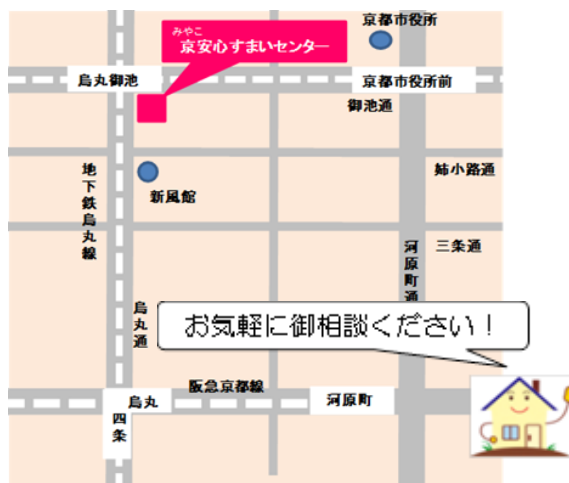 京都市役所
みやこ
京安心すまいセンター
烏丸御池
京都市役所前
御池通
地下鉄烏丸線
姉小路通
新風館
河原町通
三条通
烏丸通
お気軽に御相談ください！
阪急京都線
烏丸
河原町
四条